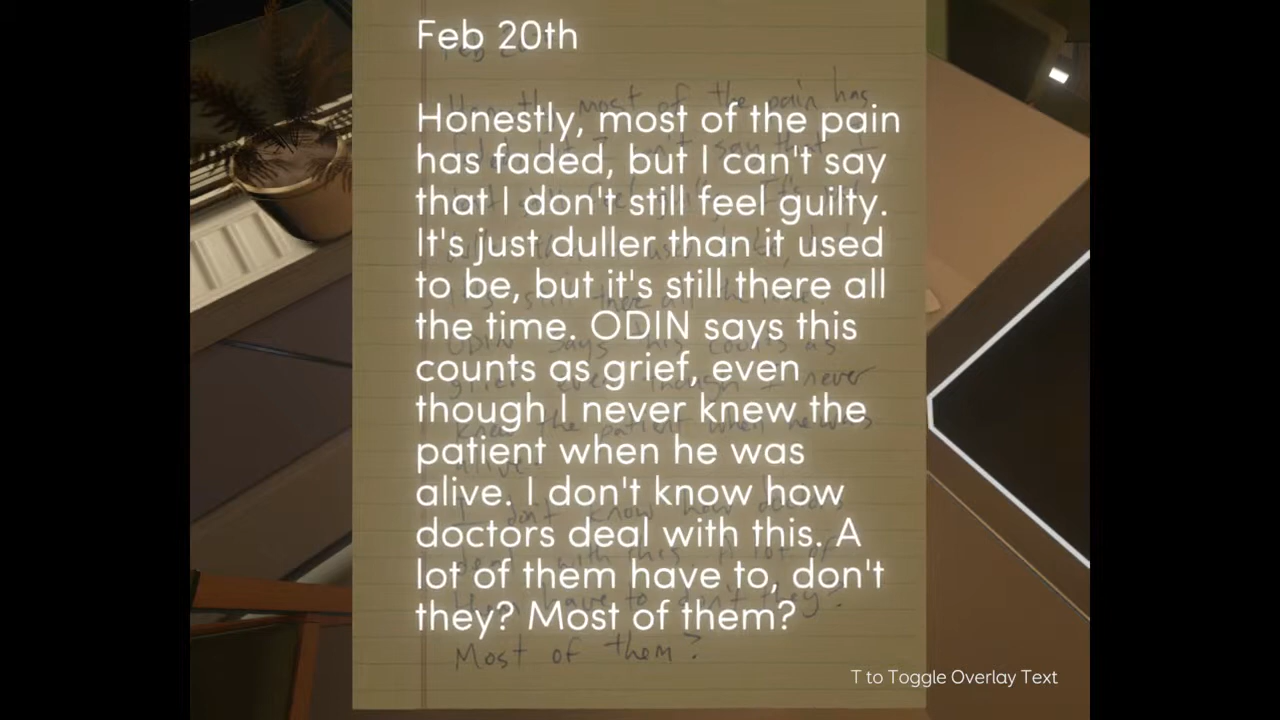 Feb 20th
Honestly, most of the pain
has faded, but I can't say
that I don't still feel guilty.
It's just duller than it used
to be, but it's still there all
the time. ODIN says this
counts as grief, even
though I never knew the
patient when he was
alive. I don't know how
doctors deal with this. A
lot of them have to, don't
they? Most of them?
Most of them?
T to Toggle Overlay Text